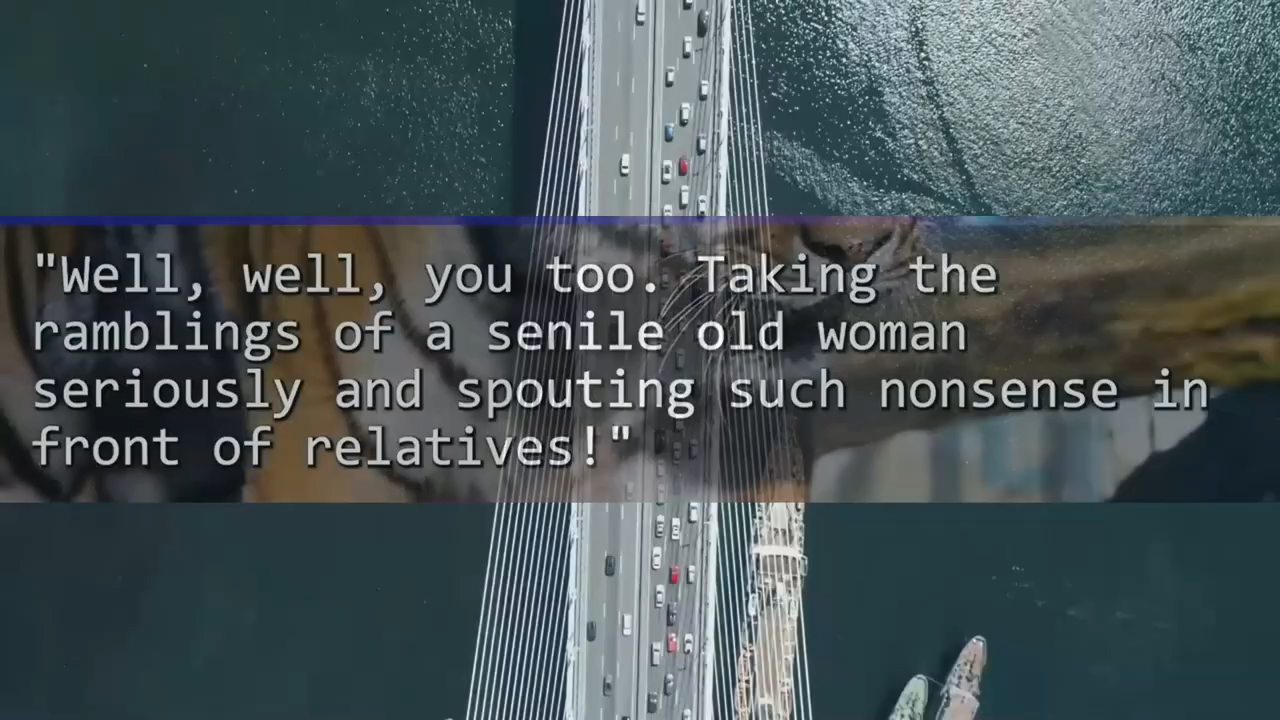 "Well, well, you too. Taking the
ramblings of a senile old woman
seriously and spouting such nonsense in
front of relatives!"